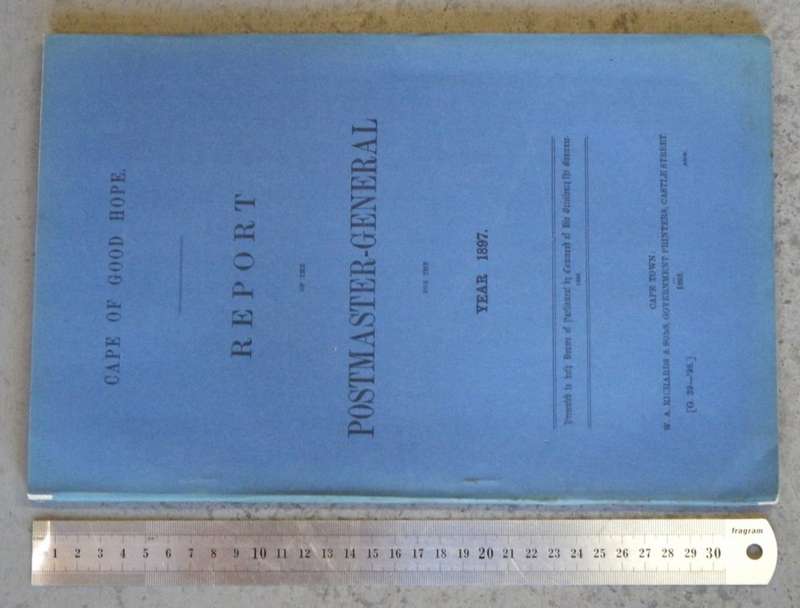 CAPE OF GOOD HOPE.
REPORT
OF THE
POSTMASTER-GENERAL
FOR THE
YEAR 1897.
Presented to both Houses of Parliament by Command of His Excellency the Governor.
1898
CAPE TOWN:
W. A. RICHARDS & SONS, GOVERNMENT PRINTERS, CASTLE STREET
1898.
[G. 39—'98.]
fragram
1 2 3 4 5 6 7 8 9 10 11 12 13 14 15 16 17 18 19 20 21 22 23 24 25 26 27 28 29 30